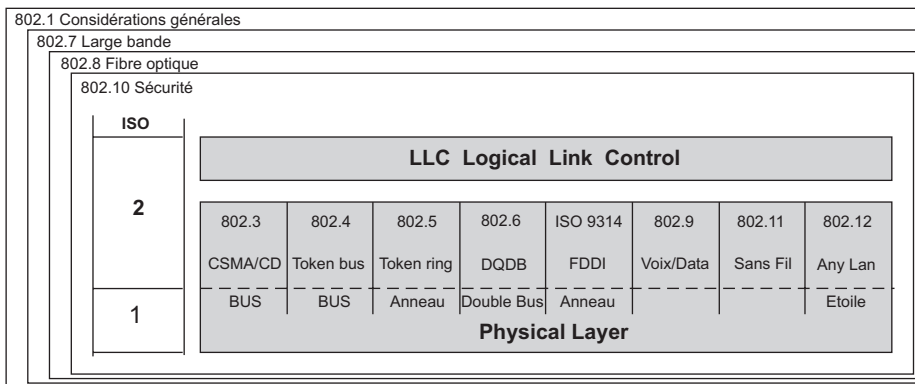 802.1 Considérations générales
802.7 Large bande
802.8 Fibre optique
802.10 Sécurité
ISO
LLC Logical Link Control
2
802.3 802.4 802.5 802.6 ISO 9314 802.9 802.11 802.12
CSMA/CD Token bus Token ring DQDB FDDI Voix/Data Sans Fil Any Lan
BUS BUS Anneau Double Bus Anneau Etoile
1
Physical Layer